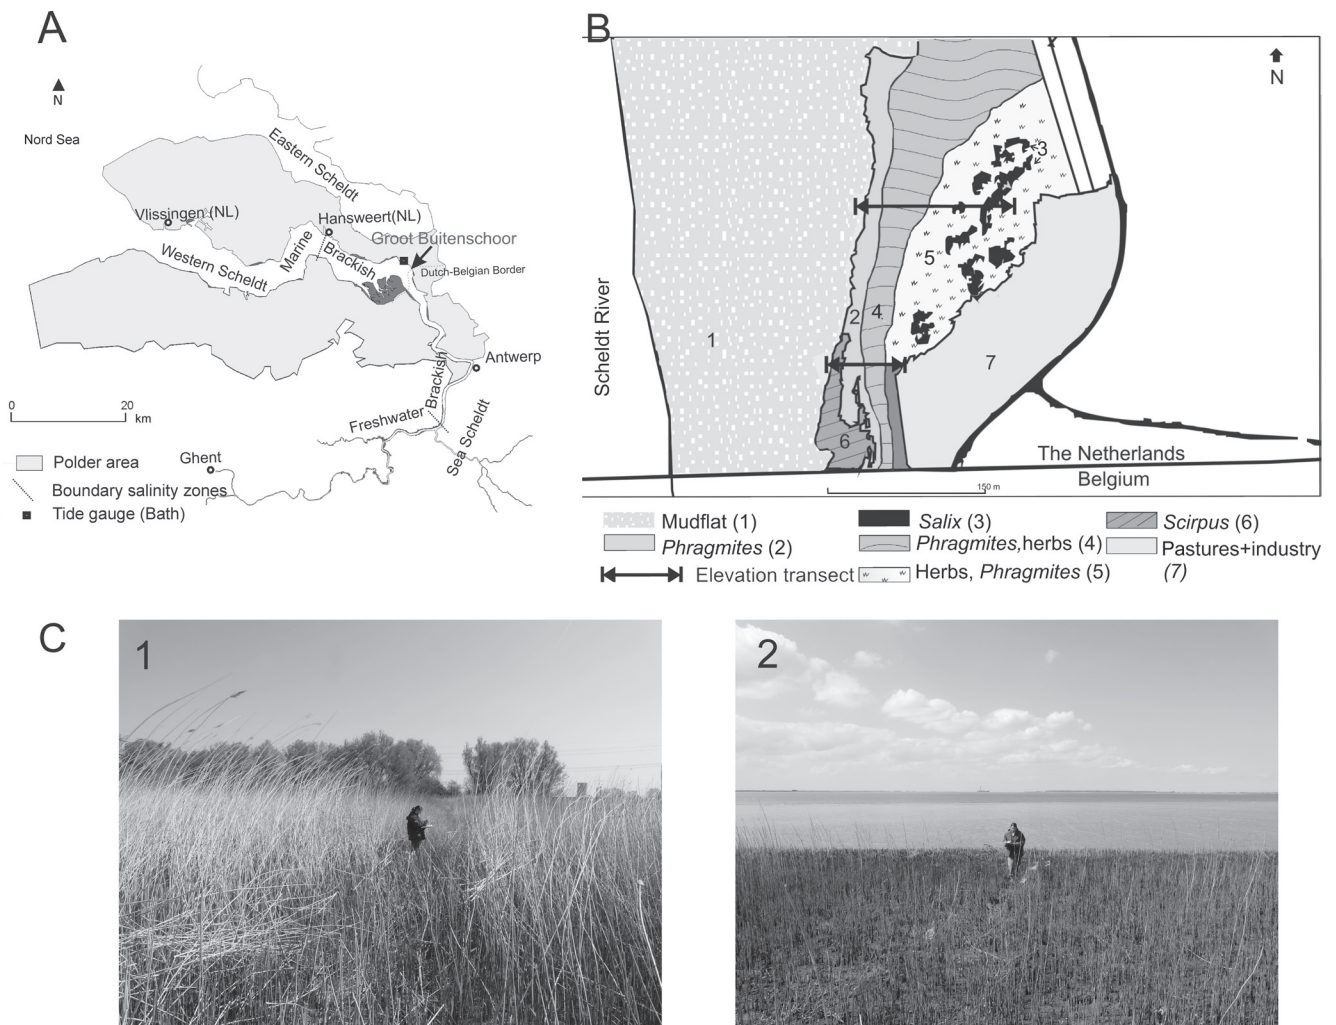 A
N
Nord Sea
Eastern Scheldt
Vlissingen (NL)
Hansweert(NL)
Groot Buitenschoor
Marine
Brackish
Western Scheldt
Dutch-Belgian Border
Antwerp
Brackish
0 20
km
Freshwater
Sea Scheldt
Ghent
Polder area
Boundary salinity zones
Tide gauge (Bath)
B
N
3
5
2
4
1
7
6
Scheldt River
The Netherlands
Belgium
150 m
Mudflat (1)
Phragmites (2)
Elevation transect
Salix (3)
Phragmites,herbs (4)
Herbs, Phragmites (5)
Scirpus (6)
Pastures+industry
(7)
C
1
2